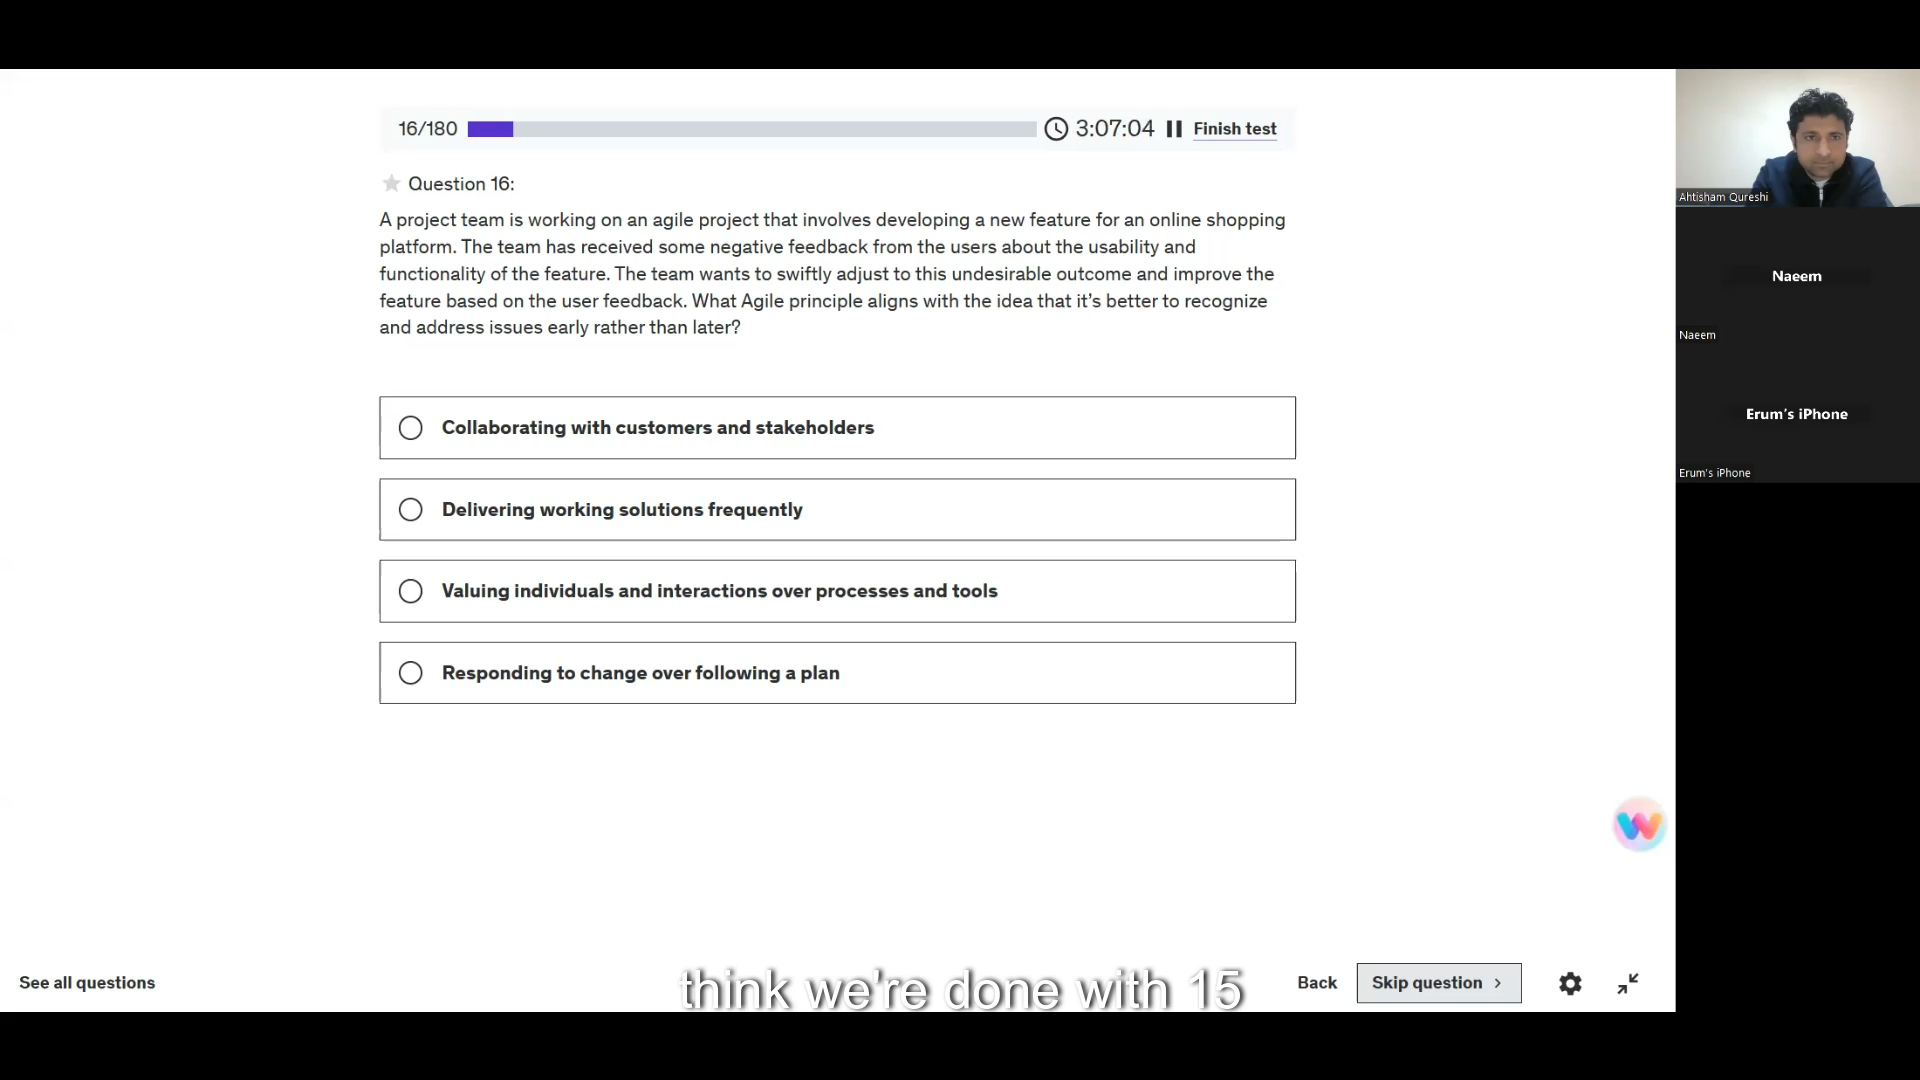 16/180
3:07:04
Finish test
Question 16:
A project team is working on an agile project that involves developing a new feature for an online shopping
platform. The team has received some negative feedback from the users about the usability and
functionality of the feature. The team wants to swiftly adjust to this undesirable outcome and improve the
feature based on the user feedback. What Agile principle aligns with the idea that it’s better to recognize
and address issues early rather than later?
Collaborating with customers and stakeholders
Delivering working solutions frequently
Valuing individuals and interactions over processes and tools
Responding to change over following a plan
See all questions
think we're done with 15
Back
Skip question
Ahtisham Qureshi
Naeem
Naeem
Erum's iPhone
Erum's iPhone